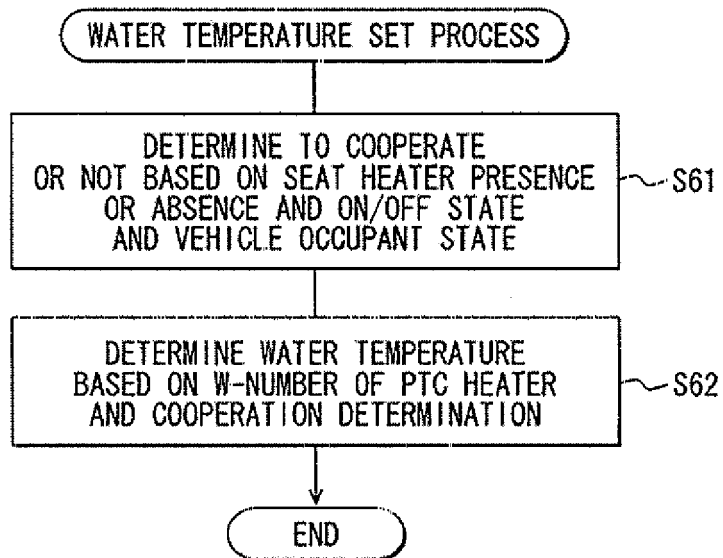 WATER TEMPERATURE SET PROCESS
DETERMINE TO COOPERATE
OR NOT BASED ON SEAT HEATER PRESENCE
OR ABSENCE AND ON/OFF STATE
AND VEHICLE OCCUPANT STATE
S61
DETERMINE WATER TEMPERATURE
BASED ON W-NUMBER OF PTC HEATER
AND COOPERATION DETERMINATION
S62
END